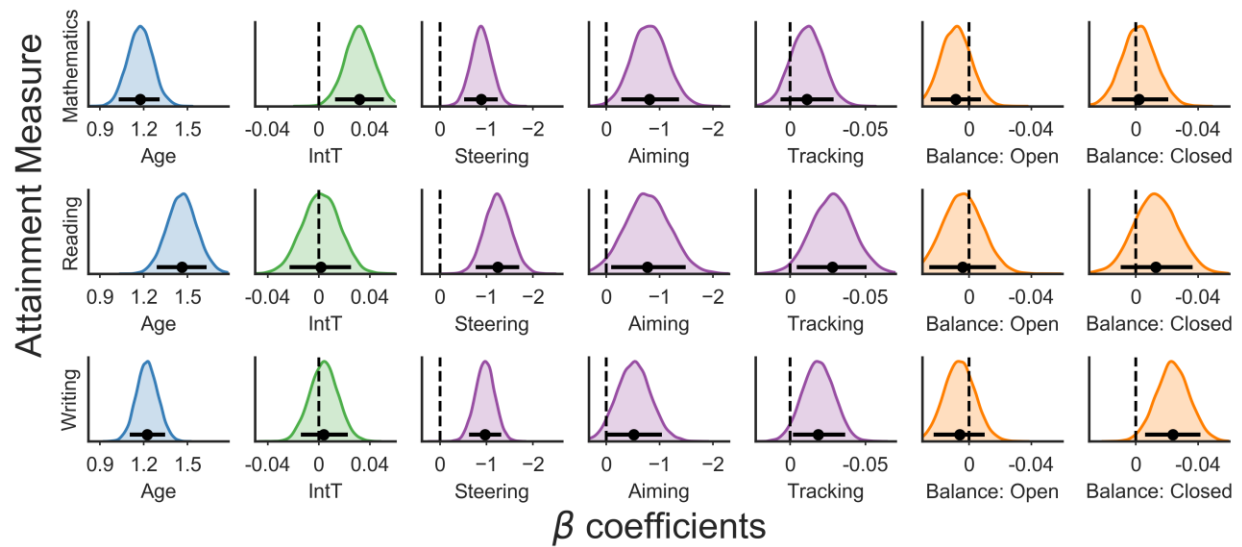 Attainment Measure
Mathematics
0.9 1.2 1.5 -0.04 0 0.04 0 −1 −2 0 −1 −2 0 -0.05 0 -0.04 0 -0.04
Age IntT Steering Aiming Tracking Balance: Open Balance: Closed
Reading
0.9 1.2 1.5 -0.04 0 0.04 0 −1 −2 0 −1 −2 0 -0.05 0 -0.04 0 -0.04
Age IntT Steering Aiming Tracking Balance: Open Balance: Closed
Writing
0.9 1.2 1.5 -0.04 0 0.04 0 −1 −2 0 −1 −2 0 -0.05 0 -0.04 0 -0.04
Age IntT Steering Aiming Tracking Balance: Open Balance: Closed
β coefficients